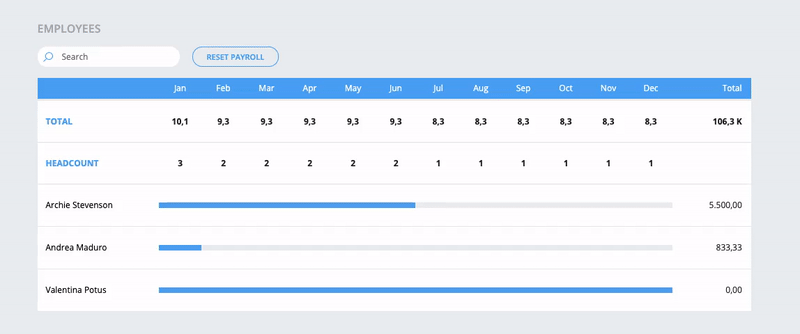 EMPLOYEES
Search RESET PAYROLL
Jan Feb Mar Apr May Jun Jul Aug Sep Oct Nov Dec Total
TOTAL 10,1 9,3 9,3 9,3 9,3 9,3 8,3 8,3 8,3 8,3 8,3 8,3 106,3 K
HEADCOUNT 3 2 2 2 2 2 1 1 1 1 1 1
Archie Stevenson 5.500,00
Andrea Maduro 833,33
Valentina Potus 0,00